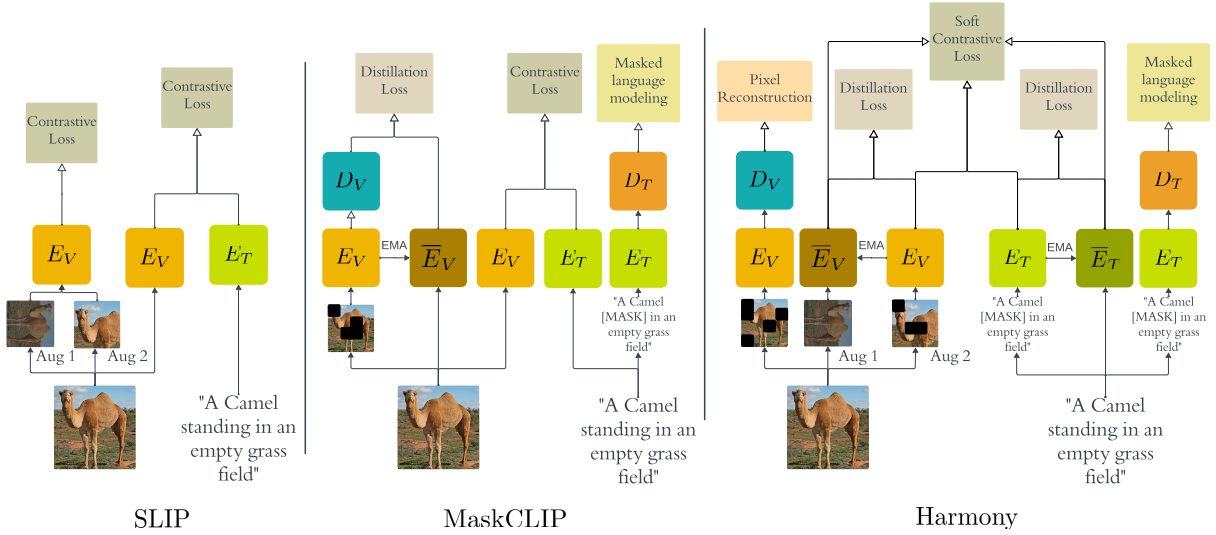 Contrastive
Loss
Contrastive
Loss
E_V
E_V
E_T
Aug 1
Aug 2
"A Camel
standing in an
empty grass
field"
SLIP
Distillation
Loss
Contrastive
Loss
Masked
language
modeling
D_V
D_T
E_V
EMA
E̅_V
E_V
E_T
E_T
"A Camel
[MASK] in an
empty grass
field"
"A Camel
standing in an
empty grass
field"
MaskCLIP
Soft
Contrastive
Loss
Pixel
Reconstruction
Distillation
Loss
Distillation
Loss
Masked
language
modeling
D_V
D_T
E_V
E̅_V
EMA
E_V
E_T
EMA
E̅_T
E_T
Aug 1
Aug 2
"A Camel
[MASK] in an
empty grass
field"
"A Camel
[MASK] in an
empty grass
field"
"A Camel
standing in an
empty grass
field"
Harmony